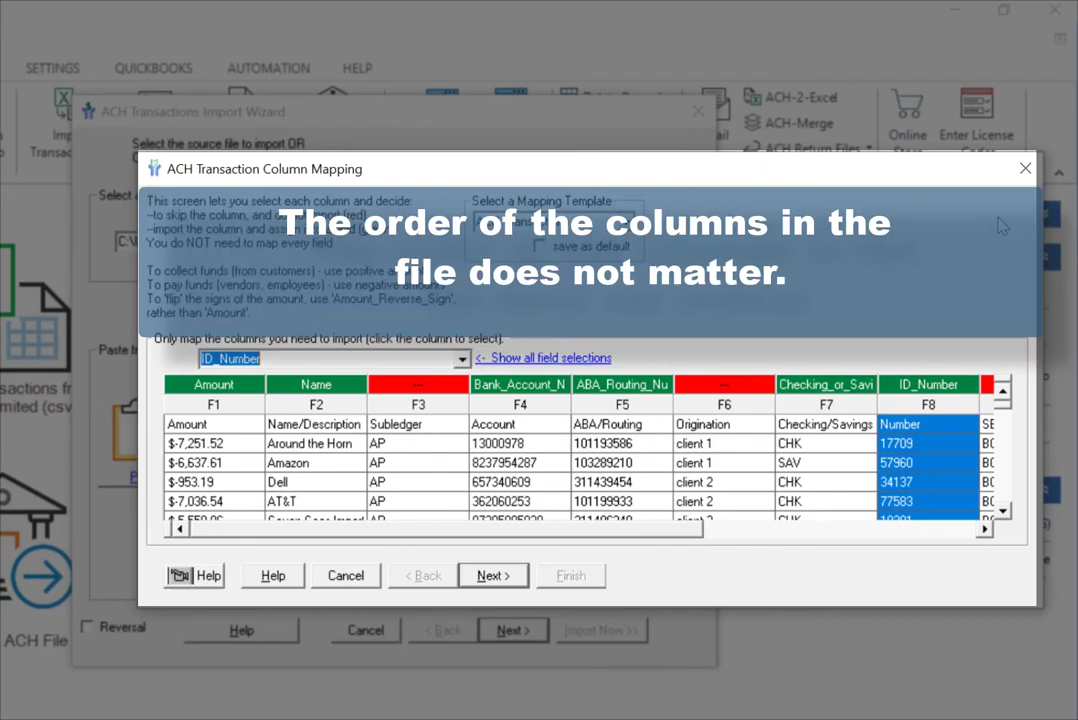 SETTINGS QUICKBOOKS AUTOMATION HELP
ACH-2-Excel
ACH-Merge
ACH Return Files
Online
Enter License
ACH Transactions Import Wizard
Select the source file to import OR
ACH Transaction Column Mapping
The order of the columns in the
file does not matter.
This screen lets you select each column and decide:
--to skip the column, and
You do NOT need to map every field
To collect funds (from customers) - use positive
To pay funds (vendors, employees) - use negative amounts
To 'flip' the signs of the amount, use 'Amount_Reverse_Sign',
rather than 'Amount'.
Select a Mapping Template
save as default
Only map the columns you need to import (click the column to select).
ID_Number
<- Show all field selections
Amount Name --- Bank_Account_N ABA_Routing_Nu --- Checking_or_Savi ID_Number
F1 F2 F3 F4 F5 F6 F7 F8
Amount Name/Description Subledger Account ABA/Routing Origination Checking/Savings Number SE
$-7,251.52 Around the Horn AP 13000978 101193586 client 1 CHK 17709
$-6,637.61 Amazon AP 8237954287 103289210 client 1 SAV 57960
$-953.19 Dell AP 657340609 311439454 client 2 CHK 34137
$-7,036.54 AT&T AP 362060253 101199933 client 2 CHK 77583
Help Help Cancel < Back Next > Finish
Reversal Help Cancel < Back Next > Import Now >>
ACH File